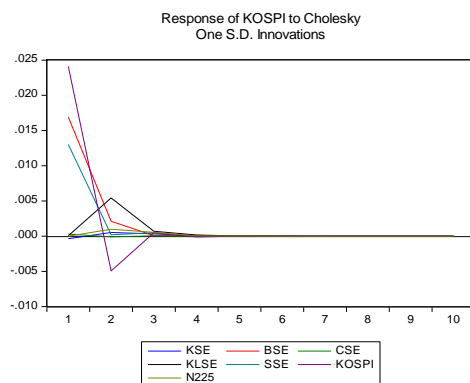 Response of KOSPI to Cholesky
One S.D. Innovations
.025
.020
.015
.010
.005
.000
-.005
-.010
1 2 3 4 5 6 7 8 9 10
KSE BSE CSE
KLSE SSE KOSPI
N225